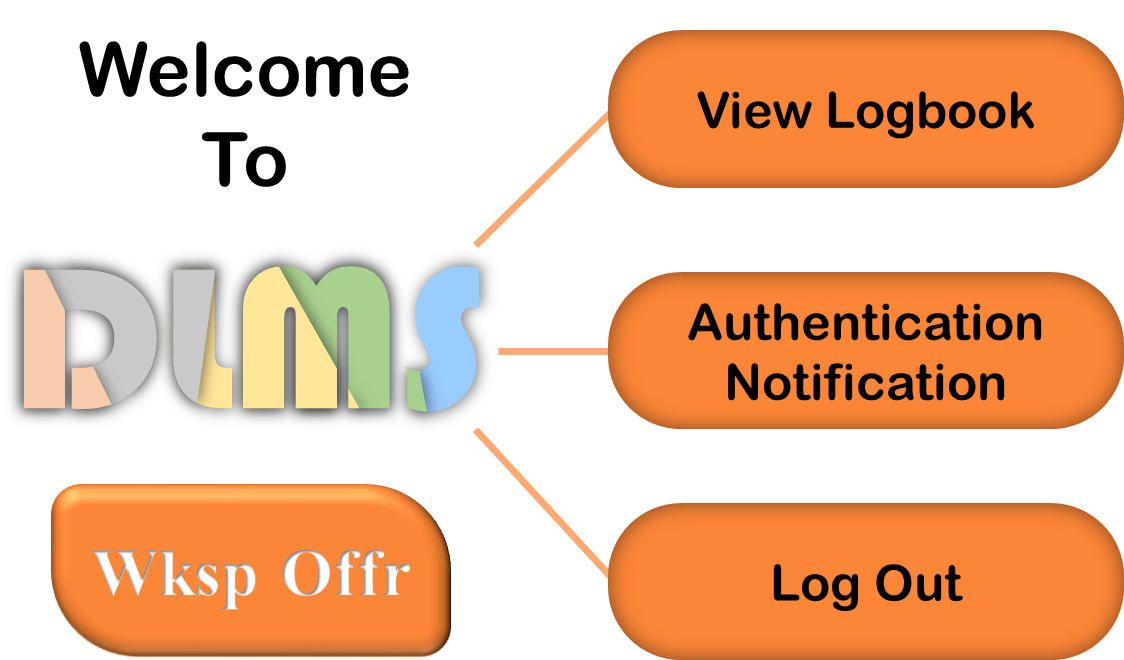 Welcome
To
DLMS
Wksp Offr
View Logbook
Authentication
Notification
Log Out